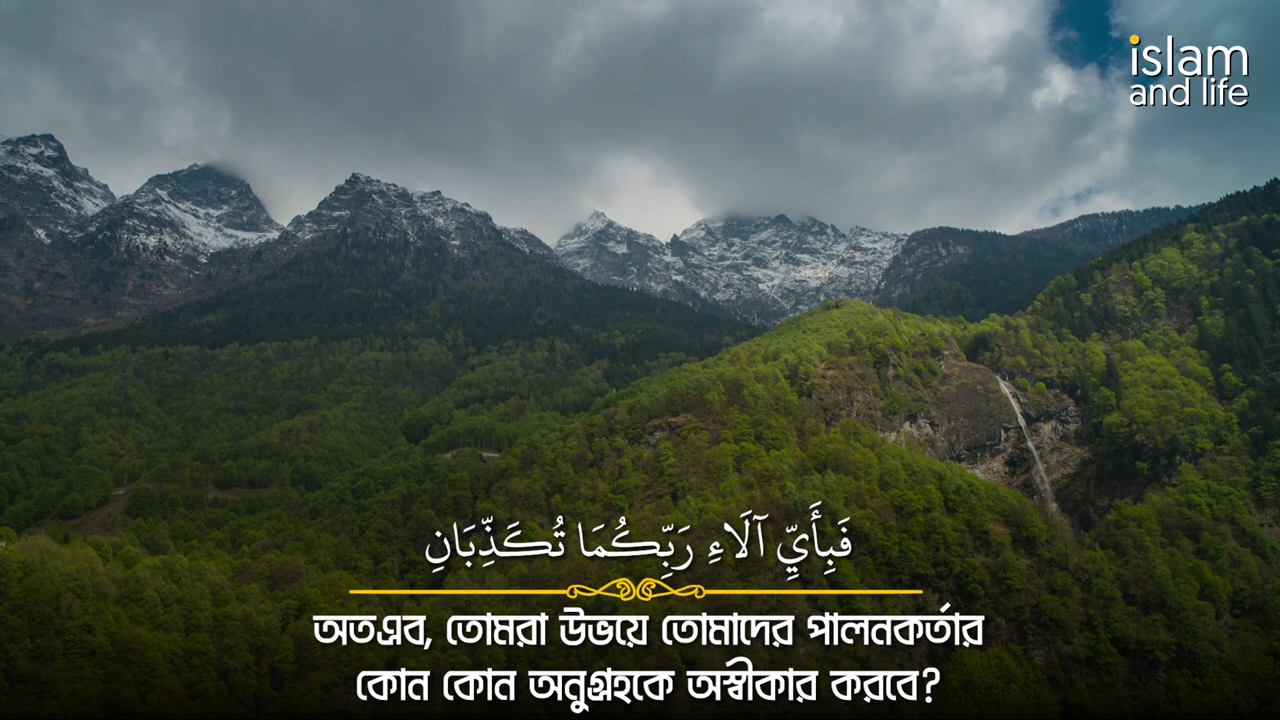 islam
and life
فَبِأَيِّ آلَاءِ رَبِّكُمَا تُكَذِّبَانِ
অতএব, তোমরা উভয়ে তোমাদের পালনকর্তার
কোন কোন অনুগ্রহকে অস্বীকার করবে?